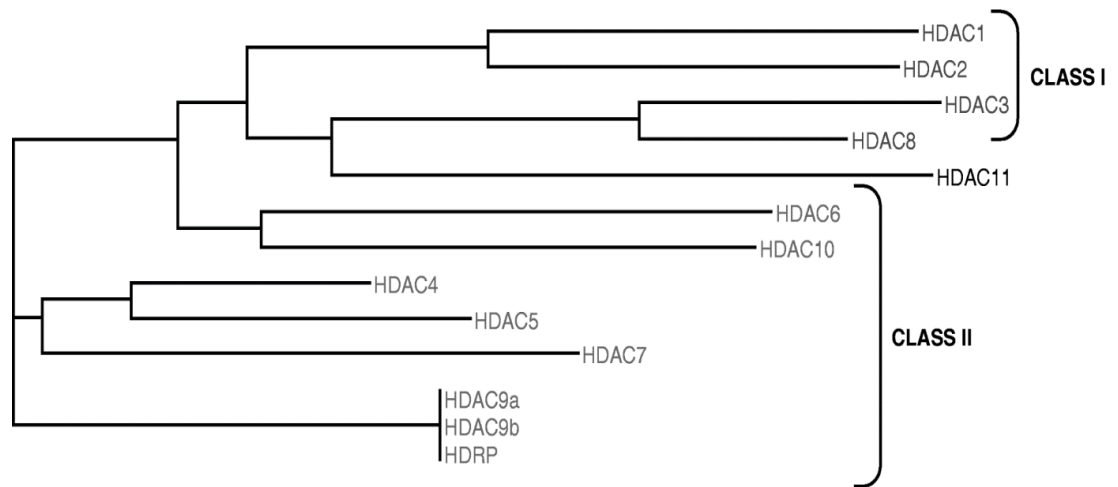 HDAC1
HDAC2
CLASS I
HDAC3
HDAC8
HDAC11
HDAC6
HDAC10
HDAC4
HDAC5
CLASS II
HDAC7
HDAC9a
HDAC9b
HDRP